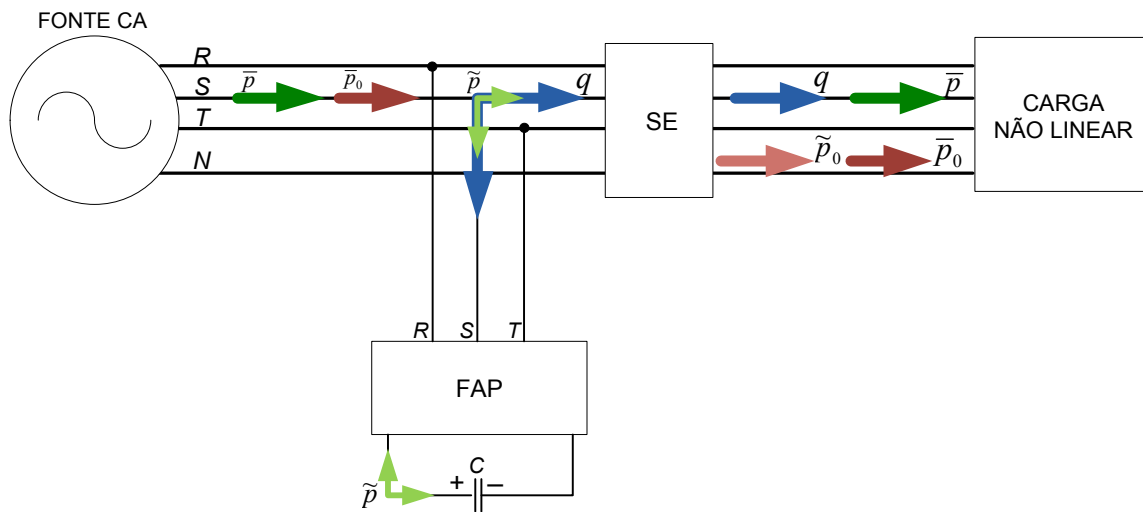 FONTE CA
R
S
T
N
p̅
p̅₀
p̃
q
SE
q
p̅
p̃₀
p̅₀
CARGA
NÃO LINEAR
R
S
T
FAP
p̃
+
C
−